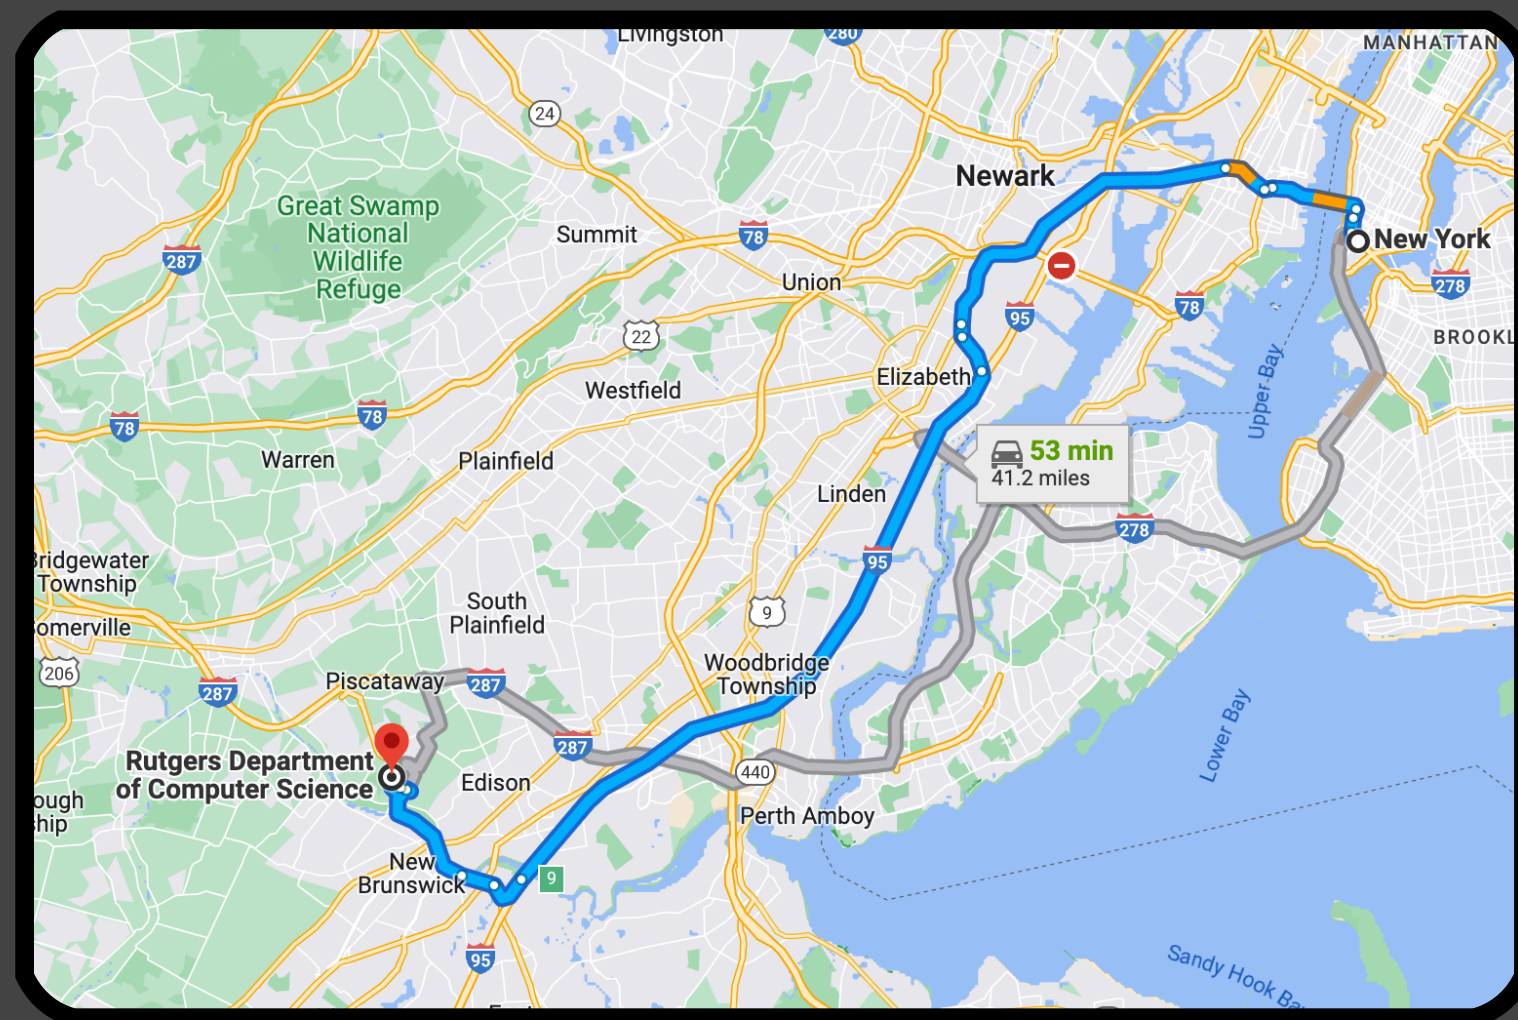 Livingston
280
MANHATTAN
24
Newark
Great Swamp
National
Wildlife
Refuge
Summit
78
287
New York
Union
278
78
95
22
BROOKL
Upper Bay
Westfield
Elizabeth
78
78
Warren
Plainfield
53 min
41.2 miles
Linden
278
95
Bridgewater
Township
South
Plainfield
9
omerville
206
287
Piscataway
287
Woodbridge
Township
Lower Bay
287
Rutgers Department
of Computer Science
440
Edison
ough
hip
Perth Amboy
New
Brunswick
9
95
Sandy Hook Ba